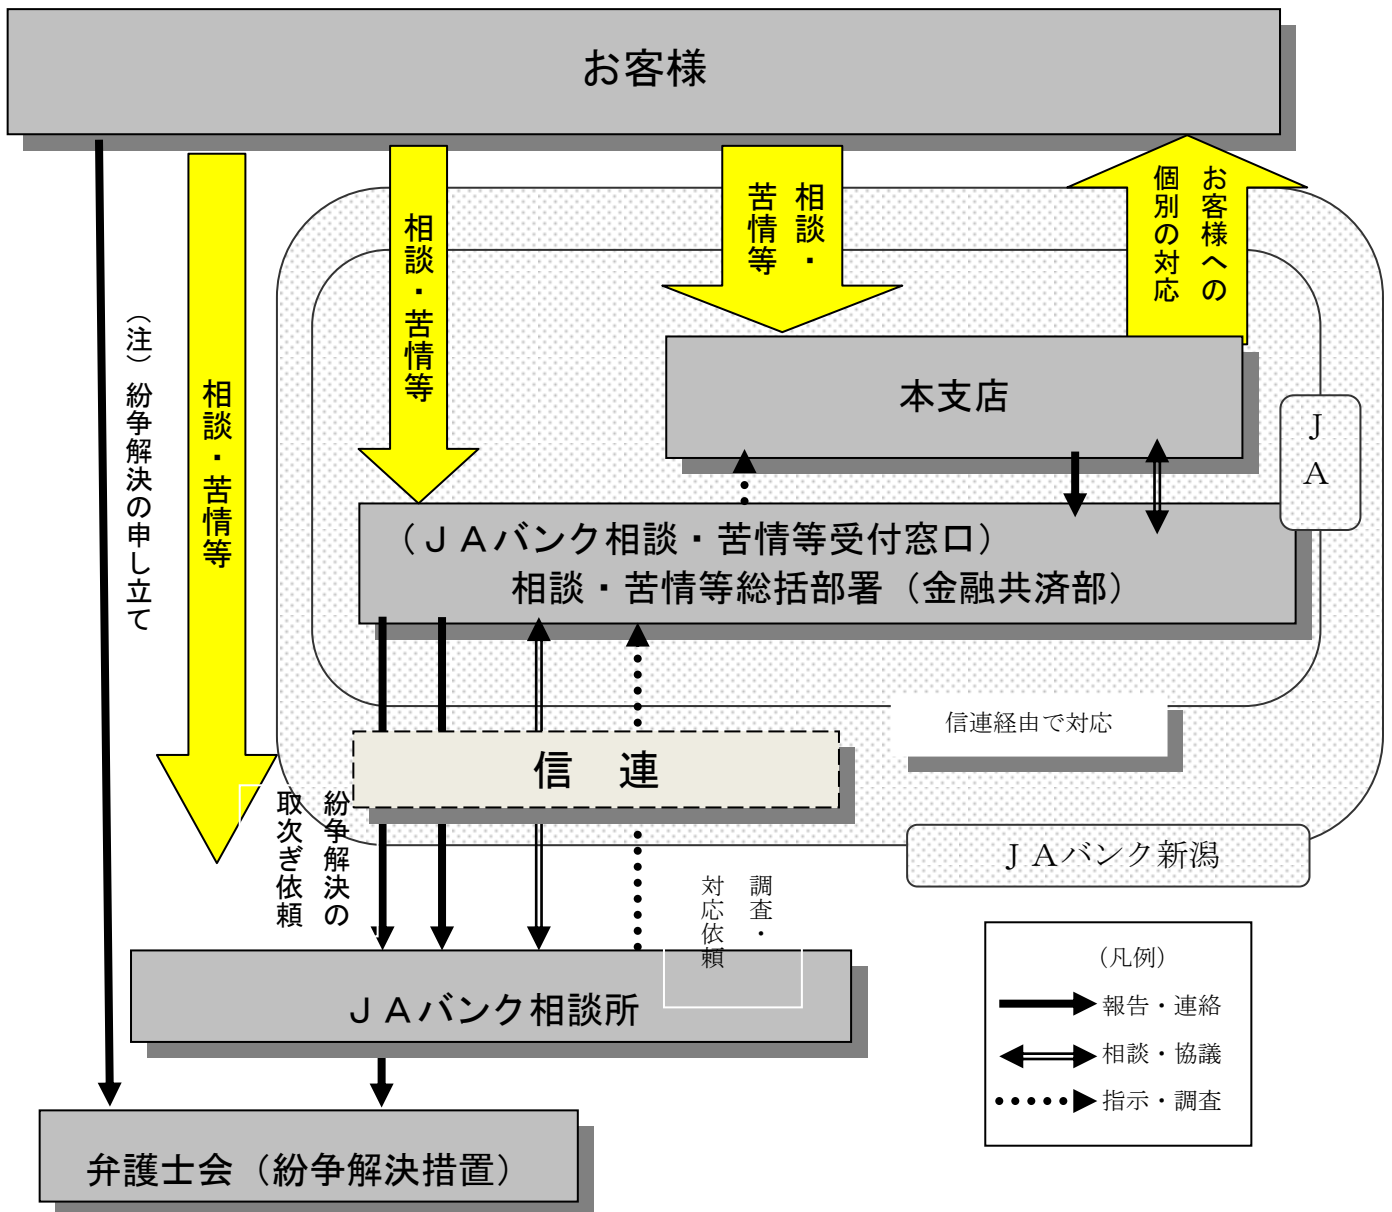 お客様
(注)紛争解決の申し立て
相談・苦情等
相談・苦情等
相談・
苦情等
お客様への
個別の対応
本支店
JA
(JAバンク相談・苦情等受付窓口)
相談・苦情等総括部署(金融共済部)
信連経由で対応
信 連
JAバンク新潟
紛争解決の
取次ぎ依頼
調査・
対応依頼
JAバンク相談所
弁護士会(紛争解決措置)
(凡例)
報告・連絡
相談・協議
指示・調査